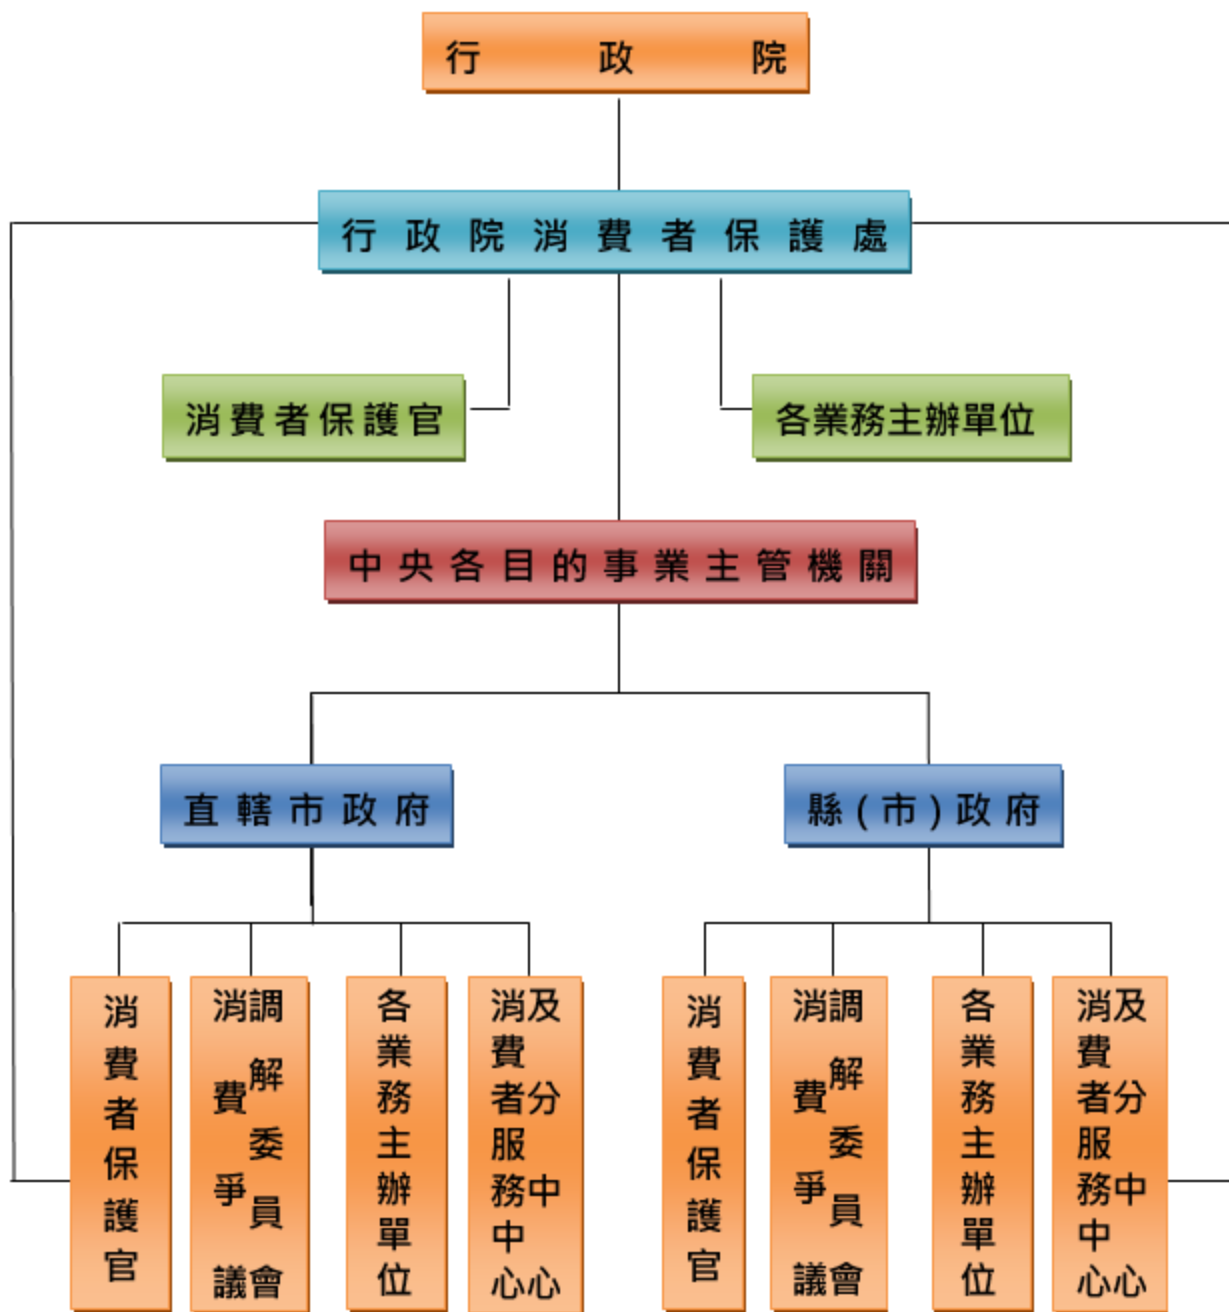 行政院
行政院消費者保護處
消費者保護官
各業務主辦單位
中央各目的事業主管機關
直轄市政府
縣(市)政府
消費者保護官
消費爭議
調解委員會
各業務主辦單位
消費者服務中心
及分中心
消費者保護官
消費爭議
調解委員會
各業務主辦單位
消費者服務中心
及分中心